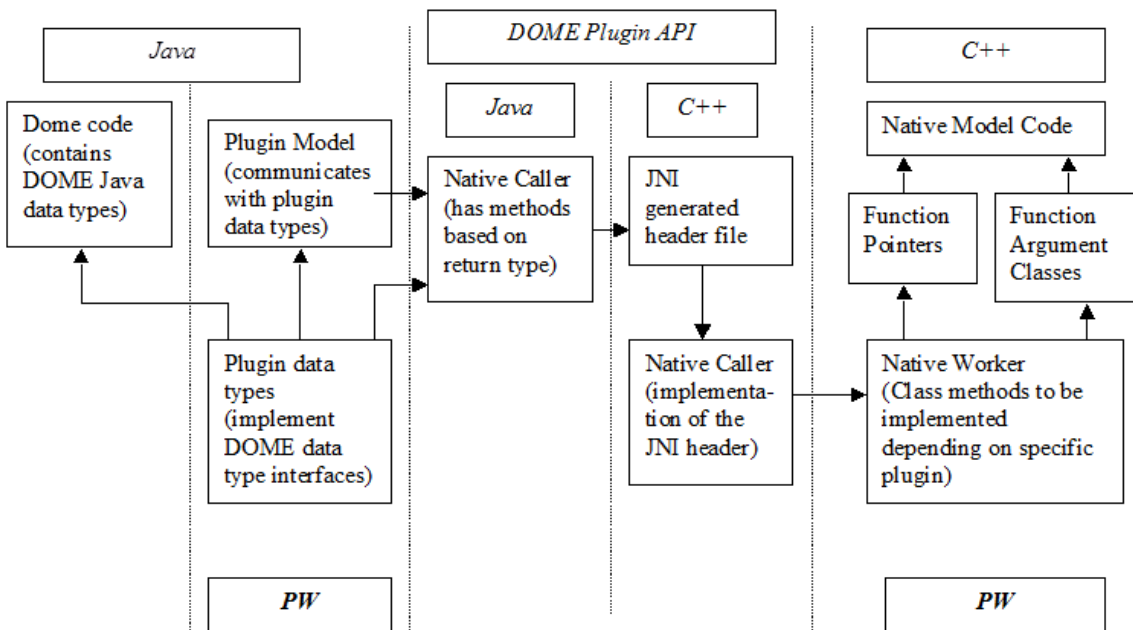 Java
DOME Plugin API
C++
Java
C++
Dome code
(contains
DOME Java
data types)
Plugin Model
(communicates
with plugin
data types)
Native Caller
(has methods
based on
return type)
JNI
generated
header file
Native Model Code
Function
Pointers
Function
Argument
Classes
Plugin data
types
(implement
DOME data
type interfaces)
Native Caller
(implementa-
tion of the
JNI header)
Native Worker
(Class methods to be
implemented
depending on specific
plugin)
PW
PW